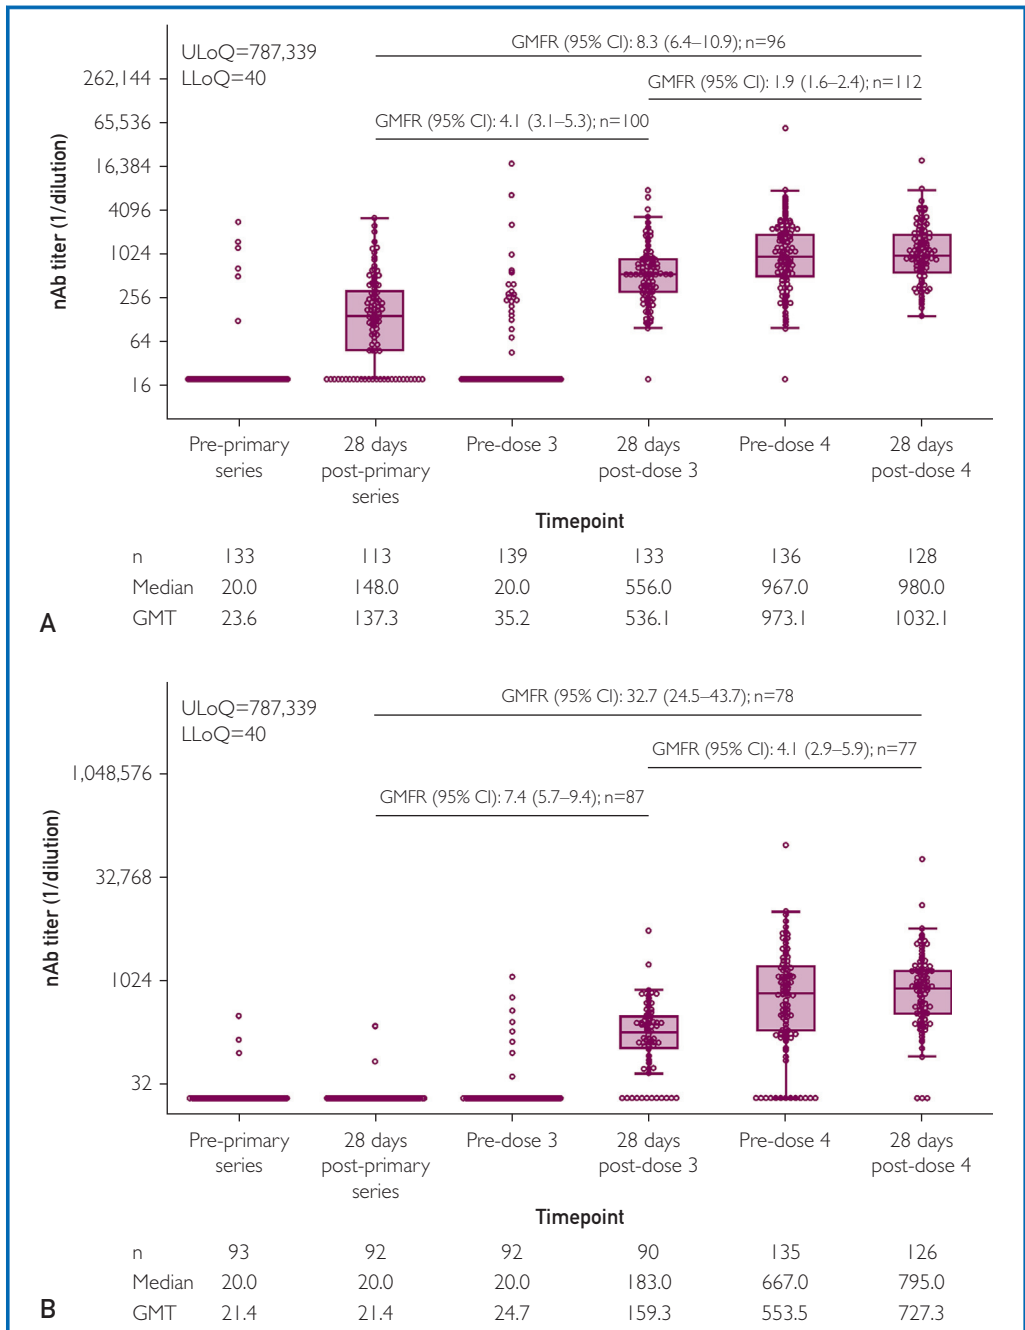 GMFR (95% CI): 8.3 (6.4–10.9); n=96
ULoQ=787,339
LLoQ=40
GMFR (95% CI): 1.9 (1.6–2.4); n=112
GMFR (95% CI): 4.1 (3.1–5.3); n=100
nAb titer (1/dilution)
262,144
65,536
16,384
4096
1024
256
64
16
Pre-primary series
28 days post-primary series
Pre-dose 3
28 days post-dose 3
Pre-dose 4
28 days post-dose 4
Timepoint
n 133 113 139 133 136 128
Median 20.0 148.0 20.0 556.0 967.0 980.0
GMT 23.6 137.3 35.2 536.1 973.1 1032.1
A
GMFR (95% CI): 32.7 (24.5–43.7); n=78
ULoQ=787,339
LLoQ=40
GMFR (95% CI): 4.1 (2.9–5.9); n=77
GMFR (95% CI): 7.4 (5.7–9.4); n=87
nAb titer (1/dilution)
1,048,576
32,768
1024
32
Pre-primary series
28 days post-primary series
Pre-dose 3
28 days post-dose 3
Pre-dose 4
28 days post-dose 4
Timepoint
n 93 92 92 90 135 126
Median 20.0 20.0 20.0 183.0 667.0 795.0
GMT 21.4 21.4 24.7 159.3 553.5 727.3
B